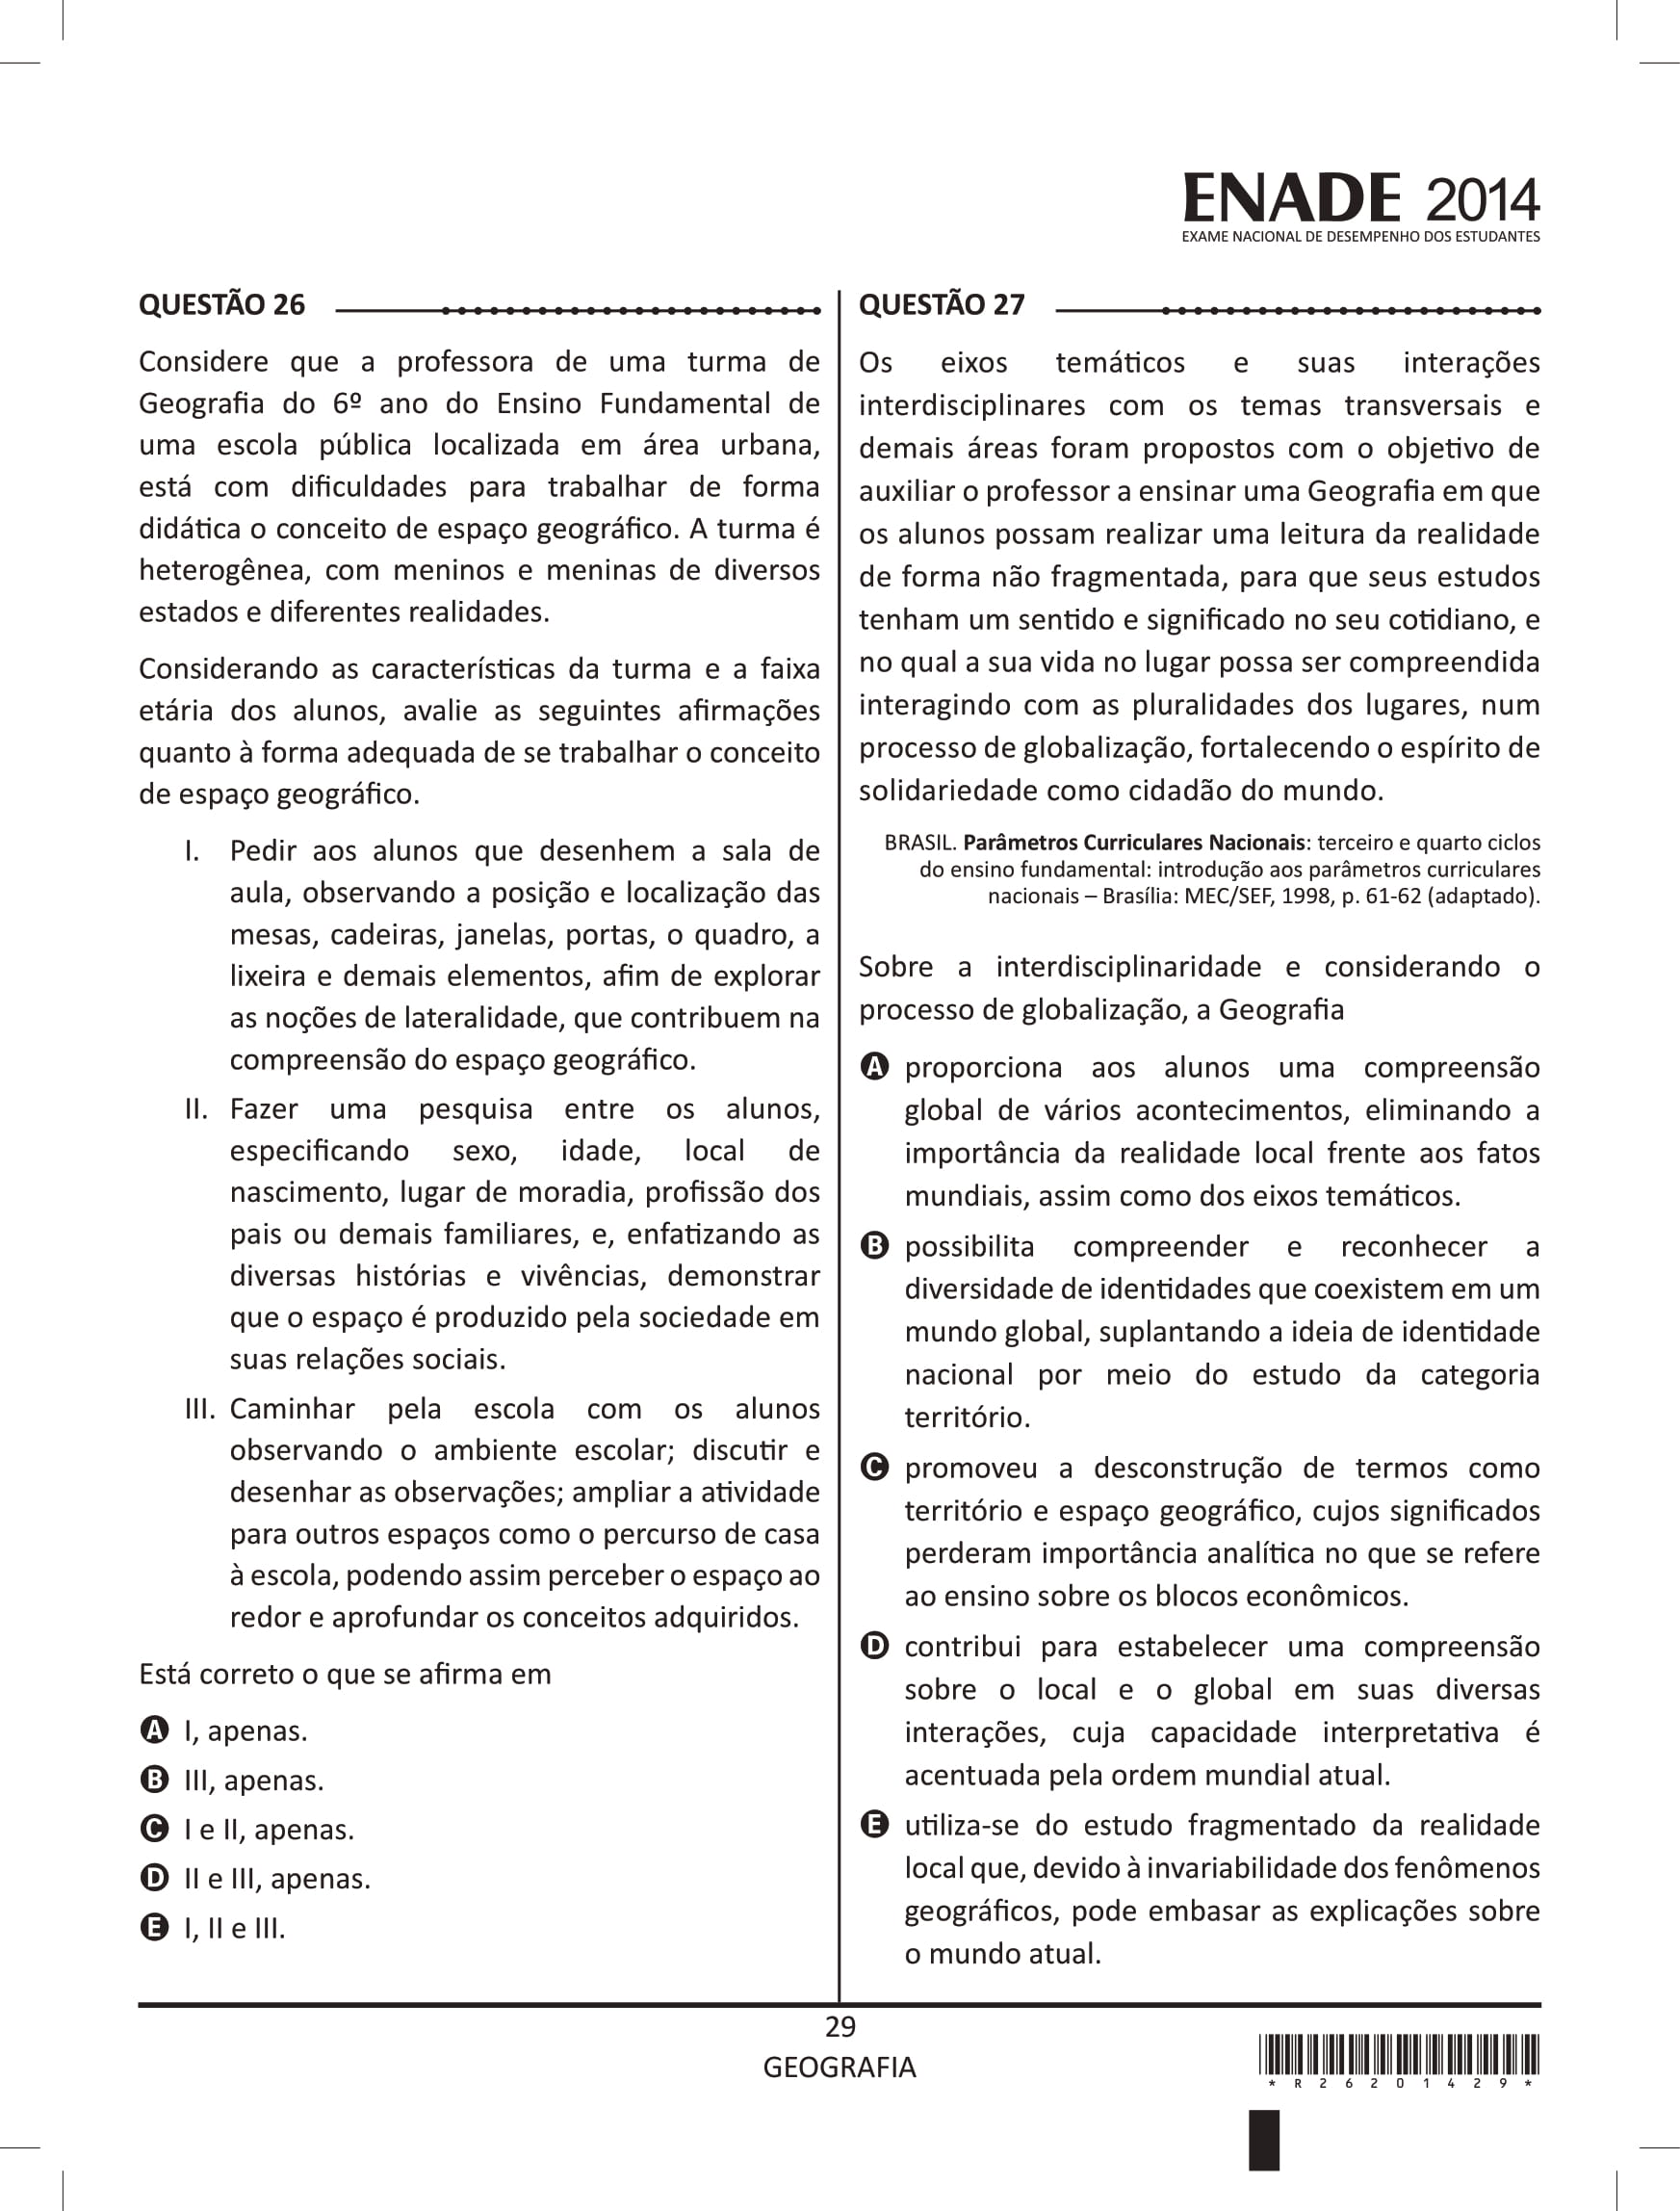 ENADE 2014
EXAME NACIONAL DE DESEMPENHO DOS ESTUDANTES
QUESTÃO 26
Considere que a professora de uma turma de
Geografia do 6º ano do Ensino Fundamental de
uma escola pública localizada em área urbana,
está com dificuldades para trabalhar de forma
didática o conceito de espaço geográfico. A turma é
heterogênea, com meninos e meninas de diversos
estados e diferentes realidades.
Considerando as características da turma e a faixa
etária dos alunos, avalie as seguintes afirmações
quanto à forma adequada de se trabalhar o conceito
de espaço geográfico.
I. Pedir aos alunos que desenhem a sala de
aula, observando a posição e localização das
mesas, cadeiras, janelas, portas, o quadro, a
lixeira e demais elementos, afim de explorar
as noções de lateralidade, que contribuem na
compreensão do espaço geográfico.
II. Fazer uma pesquisa entre os alunos,
especificando sexo, idade, local de
nascimento, lugar de moradia, profissão dos
pais ou demais familiares, e, enfatizando as
diversas histórias e vivências, demonstrar
que o espaço é produzido pela sociedade em
suas relações sociais.
III. Caminhar pela escola com os alunos
observando o ambiente escolar; discutir e
desenhar as observações; ampliar a atividade
para outros espaços como o percurso de casa
à escola, podendo assim perceber o espaço ao
redor e aprofundar os conceitos adquiridos.
Está correto o que se afirma em
A I, apenas.
B III, apenas.
C I e II, apenas.
D II e III, apenas.
E I, II e III.
QUESTÃO 27
Os eixos temáticos e suas interações
interdisciplinares com os temas transversais e
demais áreas foram propostos com o objetivo de
auxiliar o professor a ensinar uma Geografia em que
os alunos possam realizar uma leitura da realidade
de forma não fragmentada, para que seus estudos
tenham um sentido e significado no seu cotidiano, e
no qual a sua vida no lugar possa ser compreendida
interagindo com as pluralidades dos lugares, num
processo de globalização, fortalecendo o espírito de
solidariedade como cidadão do mundo.
BRASIL. Parâmetros Curriculares Nacionais: terceiro e quarto ciclos
do ensino fundamental: introdução aos parâmetros curriculares
nacionais – Brasília: MEC/SEF, 1998, p. 61-62 (adaptado).
Sobre a interdisciplinaridade e considerando o
processo de globalização, a Geografia
A proporciona aos alunos uma compreensão
global de vários acontecimentos, eliminando a
importância da realidade local frente aos fatos
mundiais, assim como dos eixos temáticos.
B possibilita compreender e reconhecer a
diversidade de identidades que coexistem em um
mundo global, suplantando a ideia de identidade
nacional por meio do estudo da categoria
território.
C promoveu a desconstrução de termos como
território e espaço geográfico, cujos significados
perderam importância analítica no que se refere
ao ensino sobre os blocos econômicos.
D contribui para estabelecer uma compreensão
sobre o local e o global em suas diversas
interações, cuja capacidade interpretativa é
acentuada pela ordem mundial atual.
E utiliza-se do estudo fragmentado da realidade
local que, devido à invariabilidade dos fenômenos
geográficos, pode embasar as explicações sobre
o mundo atual.
29
GEOGRAFIA
* R 2 6 2 0 1 4 2 9 *